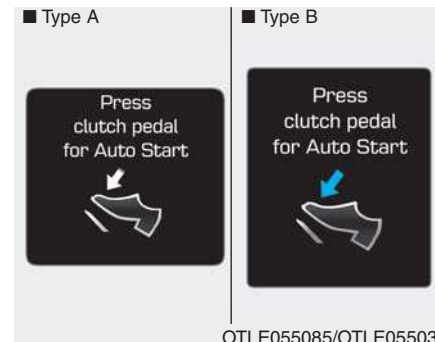 ■ Type A
Press
clutch pedal
for Auto Start
■ Type B
Press
clutch pedal
for Auto Start
OTLE055085/OTLE05503